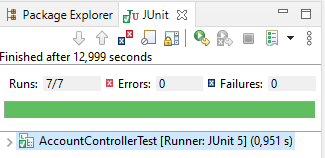 Package Explorer JUnit
Finished after 12,999 seconds
Runs: 7/7 Errors: 0 Failures: 0
AccountControllerTest [Runner: JUnit 5] (0,951 s)